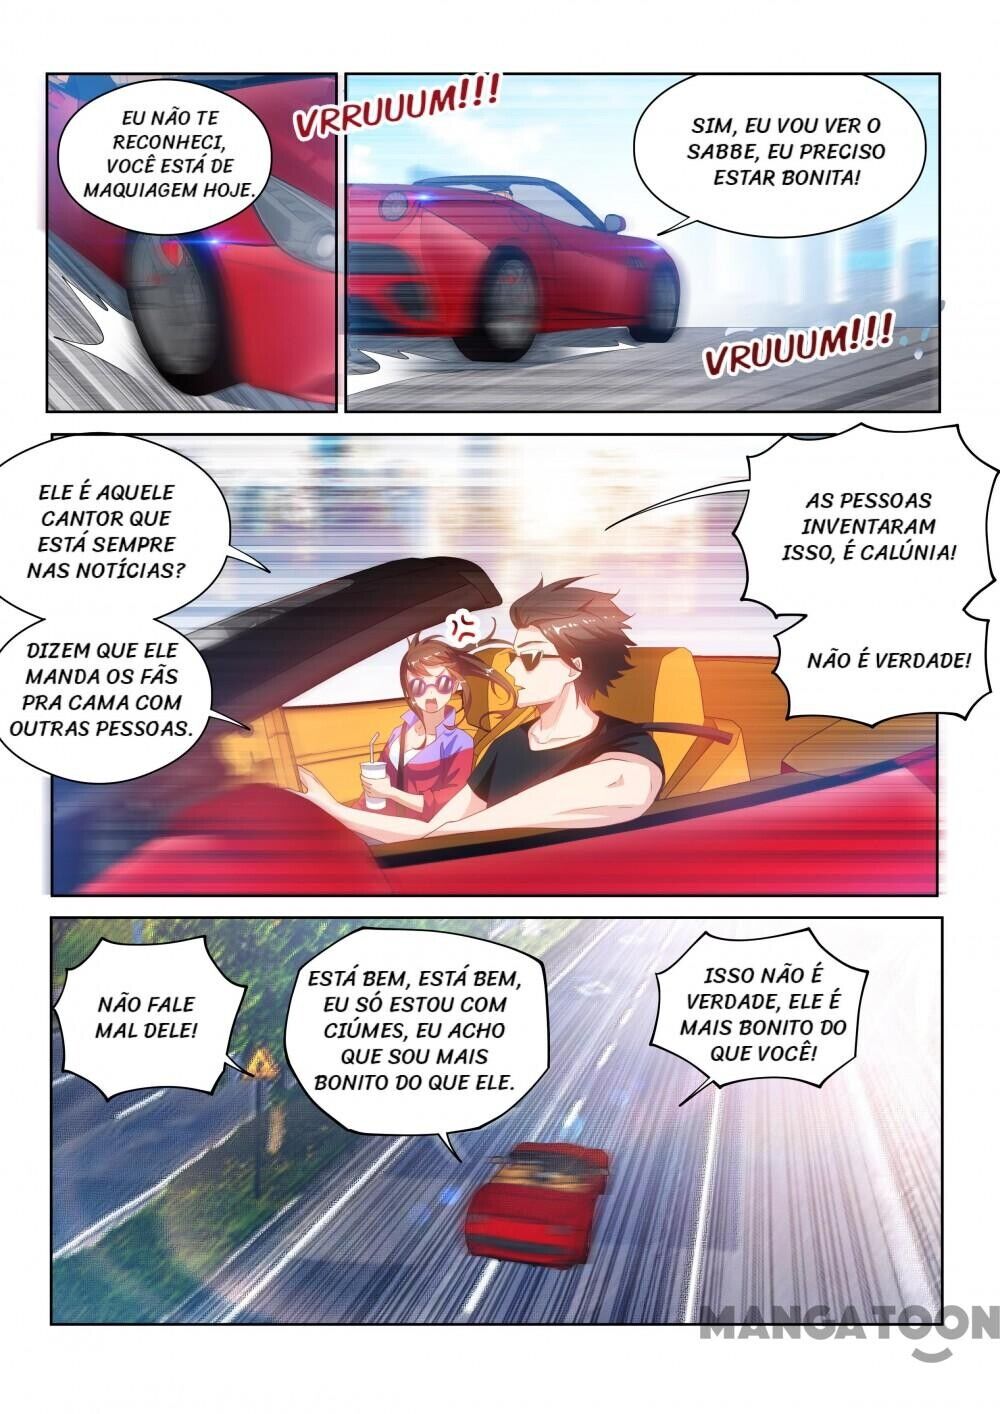 EU NÃO TE
RECONHECI,
VOCÊ ESTÁ DE
MAQUIAGEM HOJE.
VRRUUUM!!!
SIM, EU VOU VER O
SABBE, EU PRECISO
ESTAR BONITA!
VRUUUM!!!
ELE É AQUELE
CANTOR QUE
ESTÁ SEMPRE
NAS NOTÍCIAS?
DIZEM QUE ELE
MANDA OS FÃS
PRA CAMA COM
OUTRAS PESSOAS.
AS PESSOAS
INVENTARAM
ISSO, É CALÚNIA!
NÃO É VERDADE!
NÃO FALE
MAL DELE!
ESTÁ BEM, ESTÁ BEM,
EU SÓ ESTOU COM
CIÚMES, EU ACHO
QUE SOU MAIS
BONITO DO QUE ELE.
ISSO NÃO É
VERDADE, ELE É
MAIS BONITO DO
QUE VOCÊ!
MANGATOON